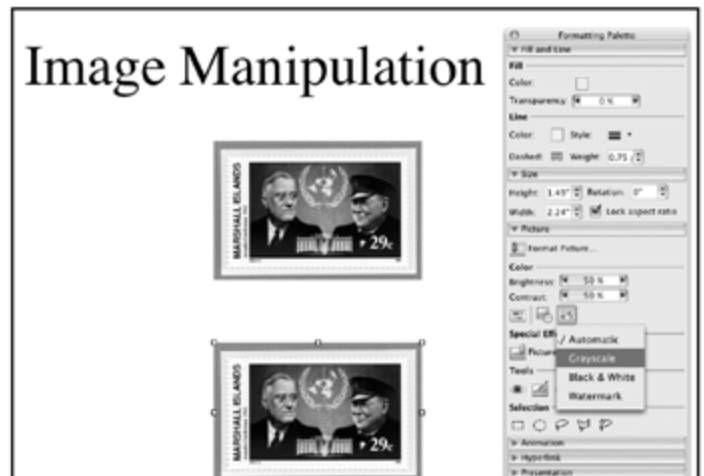 Image Manipulation
MARSHALL ISLANDS
29c
MARSHALL ISLANDS
29c
Formatting Palette
Fill and Line
Fill
Color:
Transparency: 0 %
Line
Color: Style:
Dashed: Weight: 0.75
Size
Height: 1.49" Rotation: 0°
Width: 2.24" Lock aspect ratio
Picture
Format Picture...
Color
Brightness: 50 %
Contrast: 50 %
Automatic
Grayscale
Black & White
Watermark
Special Eff
Picture
Tools
Selection
Animation
Hyperlink
Presentation